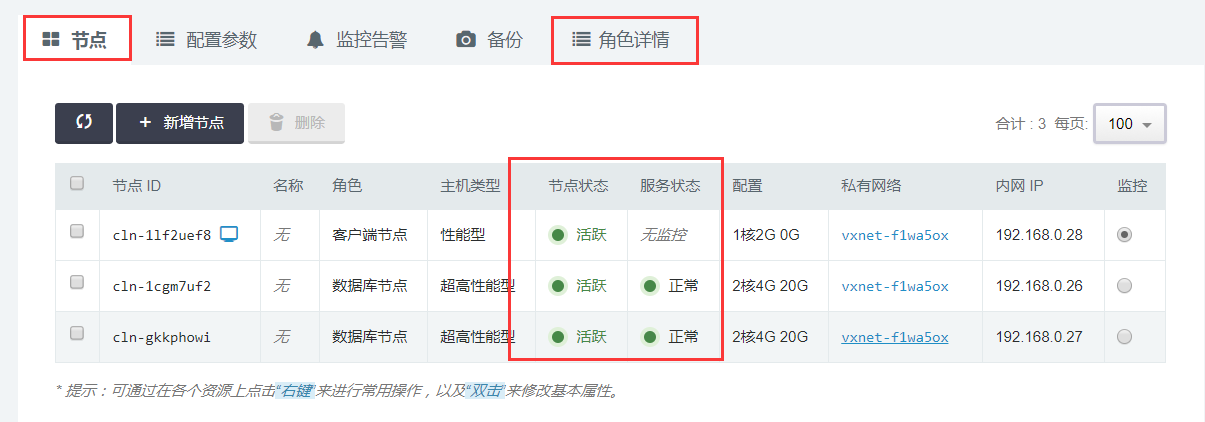 节点 配置参数 监控告警 备份 角色详情
+ 新增节点 删除 合计 : 3 每页: 100
节点 ID 名称 角色 主机类型 节点状态 服务状态 配置 私有网络 内网 IP 监控
cln-1lf2uef8 无 客户端节点 性能型 活跃 无监控 1核2G 0G vxnet-f1wa5ox 192.168.0.28
cln-1cgm7uf2 无 数据库节点 超高性能型 活跃 正常 2核4G 20G vxnet-f1wa5ox 192.168.0.26
cln-gkkphowi 无 数据库节点 超高性能型 活跃 正常 2核4G 20G vxnet-f1wa5ox 192.168.0.27
* 提示：可通过在各个资源上点击“右键”来进行常用操作，以及“双击”来修改基本属性。